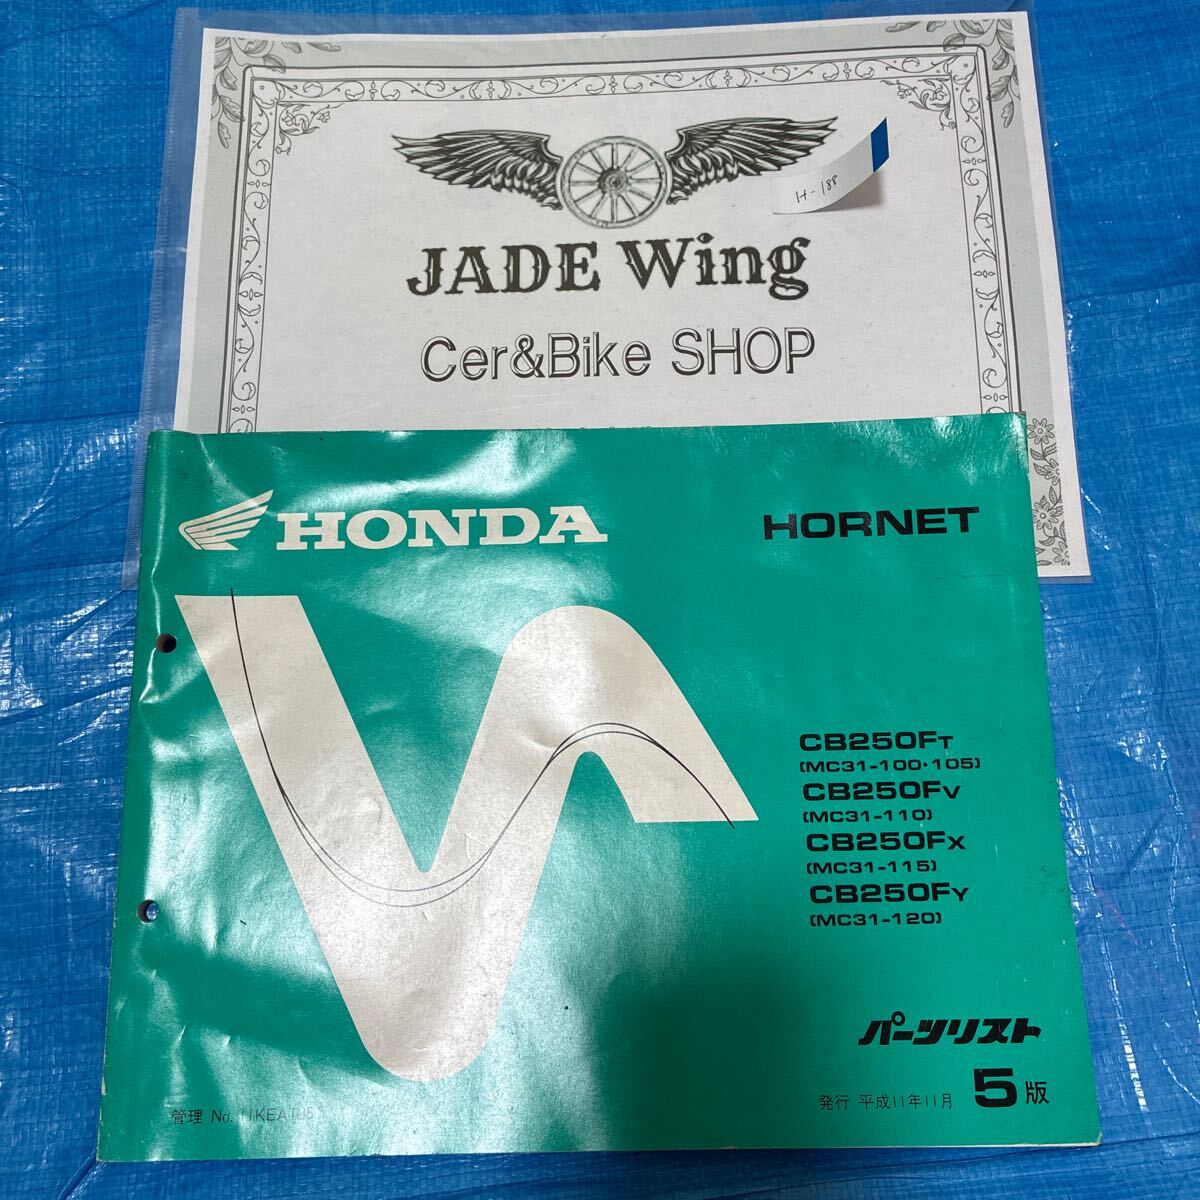 H-188
JADE Wing
Cer&Bike SHOP
HONDA
HORNET
CB250FT
(MC31-100・105)
CB250FV
(MC31-110)
CB250FX
(MC31-115)
CB250FY
(MC31-120)
パーツリスト
発行 平成11年11月 5版
管理 No. 11KEATJ5